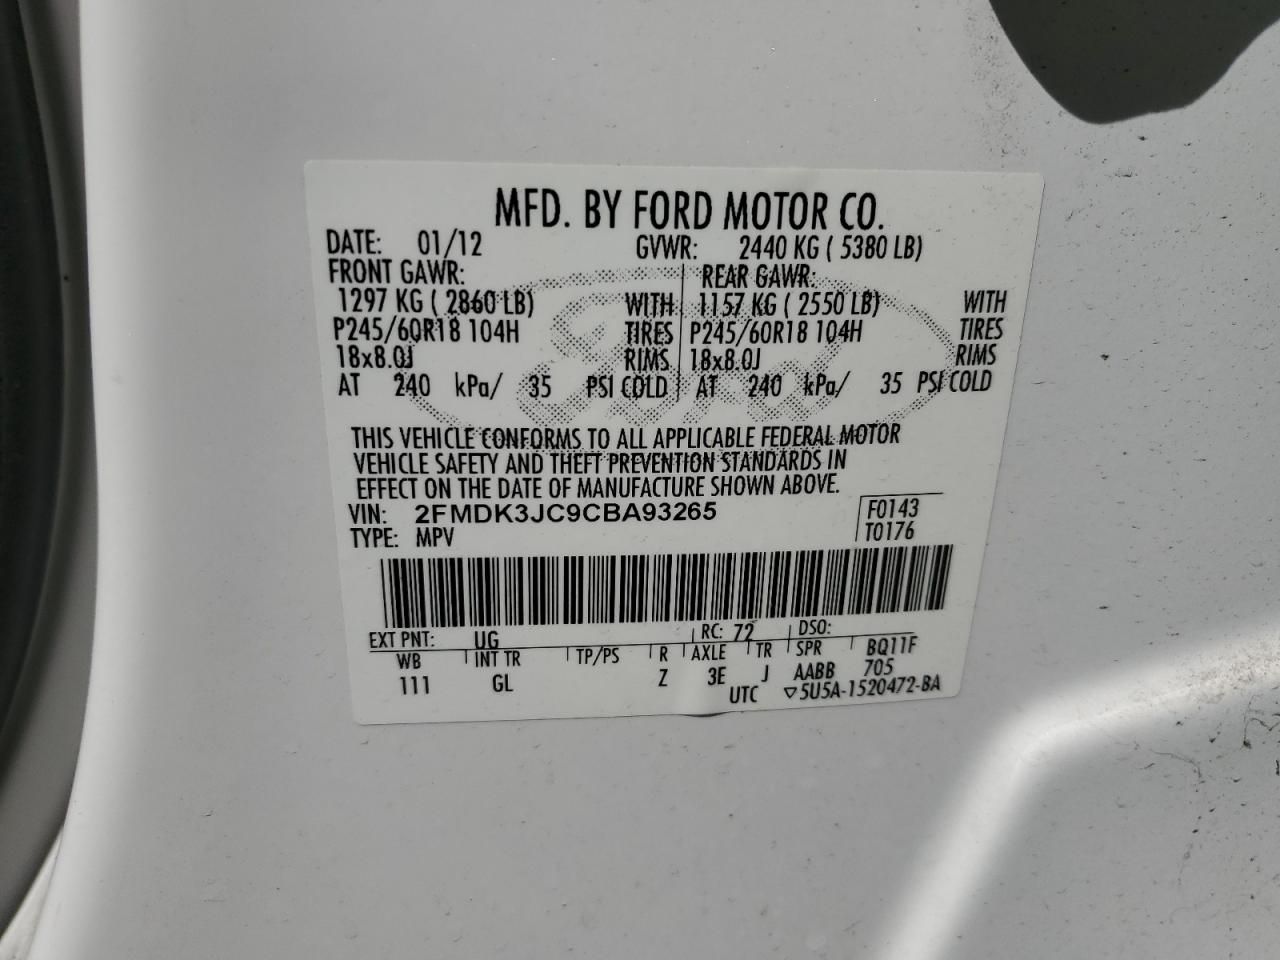 MFD. BY FORD MOTOR CO.
DATE: 01/12 GVWR: 2440 KG ( 5380 LB)
FRONT GAWR: REAR GAWR:
1297 KG ( 2860 LB) WITH 1157 KG ( 2550 LB) WITH
P245/60R18 104H TIRES P245/60R18 104H TIRES
18x8.0J RIMS 18x8.0J RIMS
AT 240 kPa/ 35 PSI COLD AT 240 kPa/ 35 PSI COLD
Ford
THIS VEHICLE CONFORMS TO ALL APPLICABLE FEDERAL MOTOR
VEHICLE SAFETY AND THEFT PREVENTION STANDARDS IN
EFFECT ON THE DATE OF MANUFACTURE SHOWN ABOVE.
VIN: 2FMDK3JC9CBA93265 F0143
TYPE: MPV T0176
EXT PNT: UG RC: 72 DSO:
WB INT TR TP/PS R AXLE TR SPR BQ11F
111 GL Z 3E J AABB 705
UTC ▽5U5A-1520472-BA